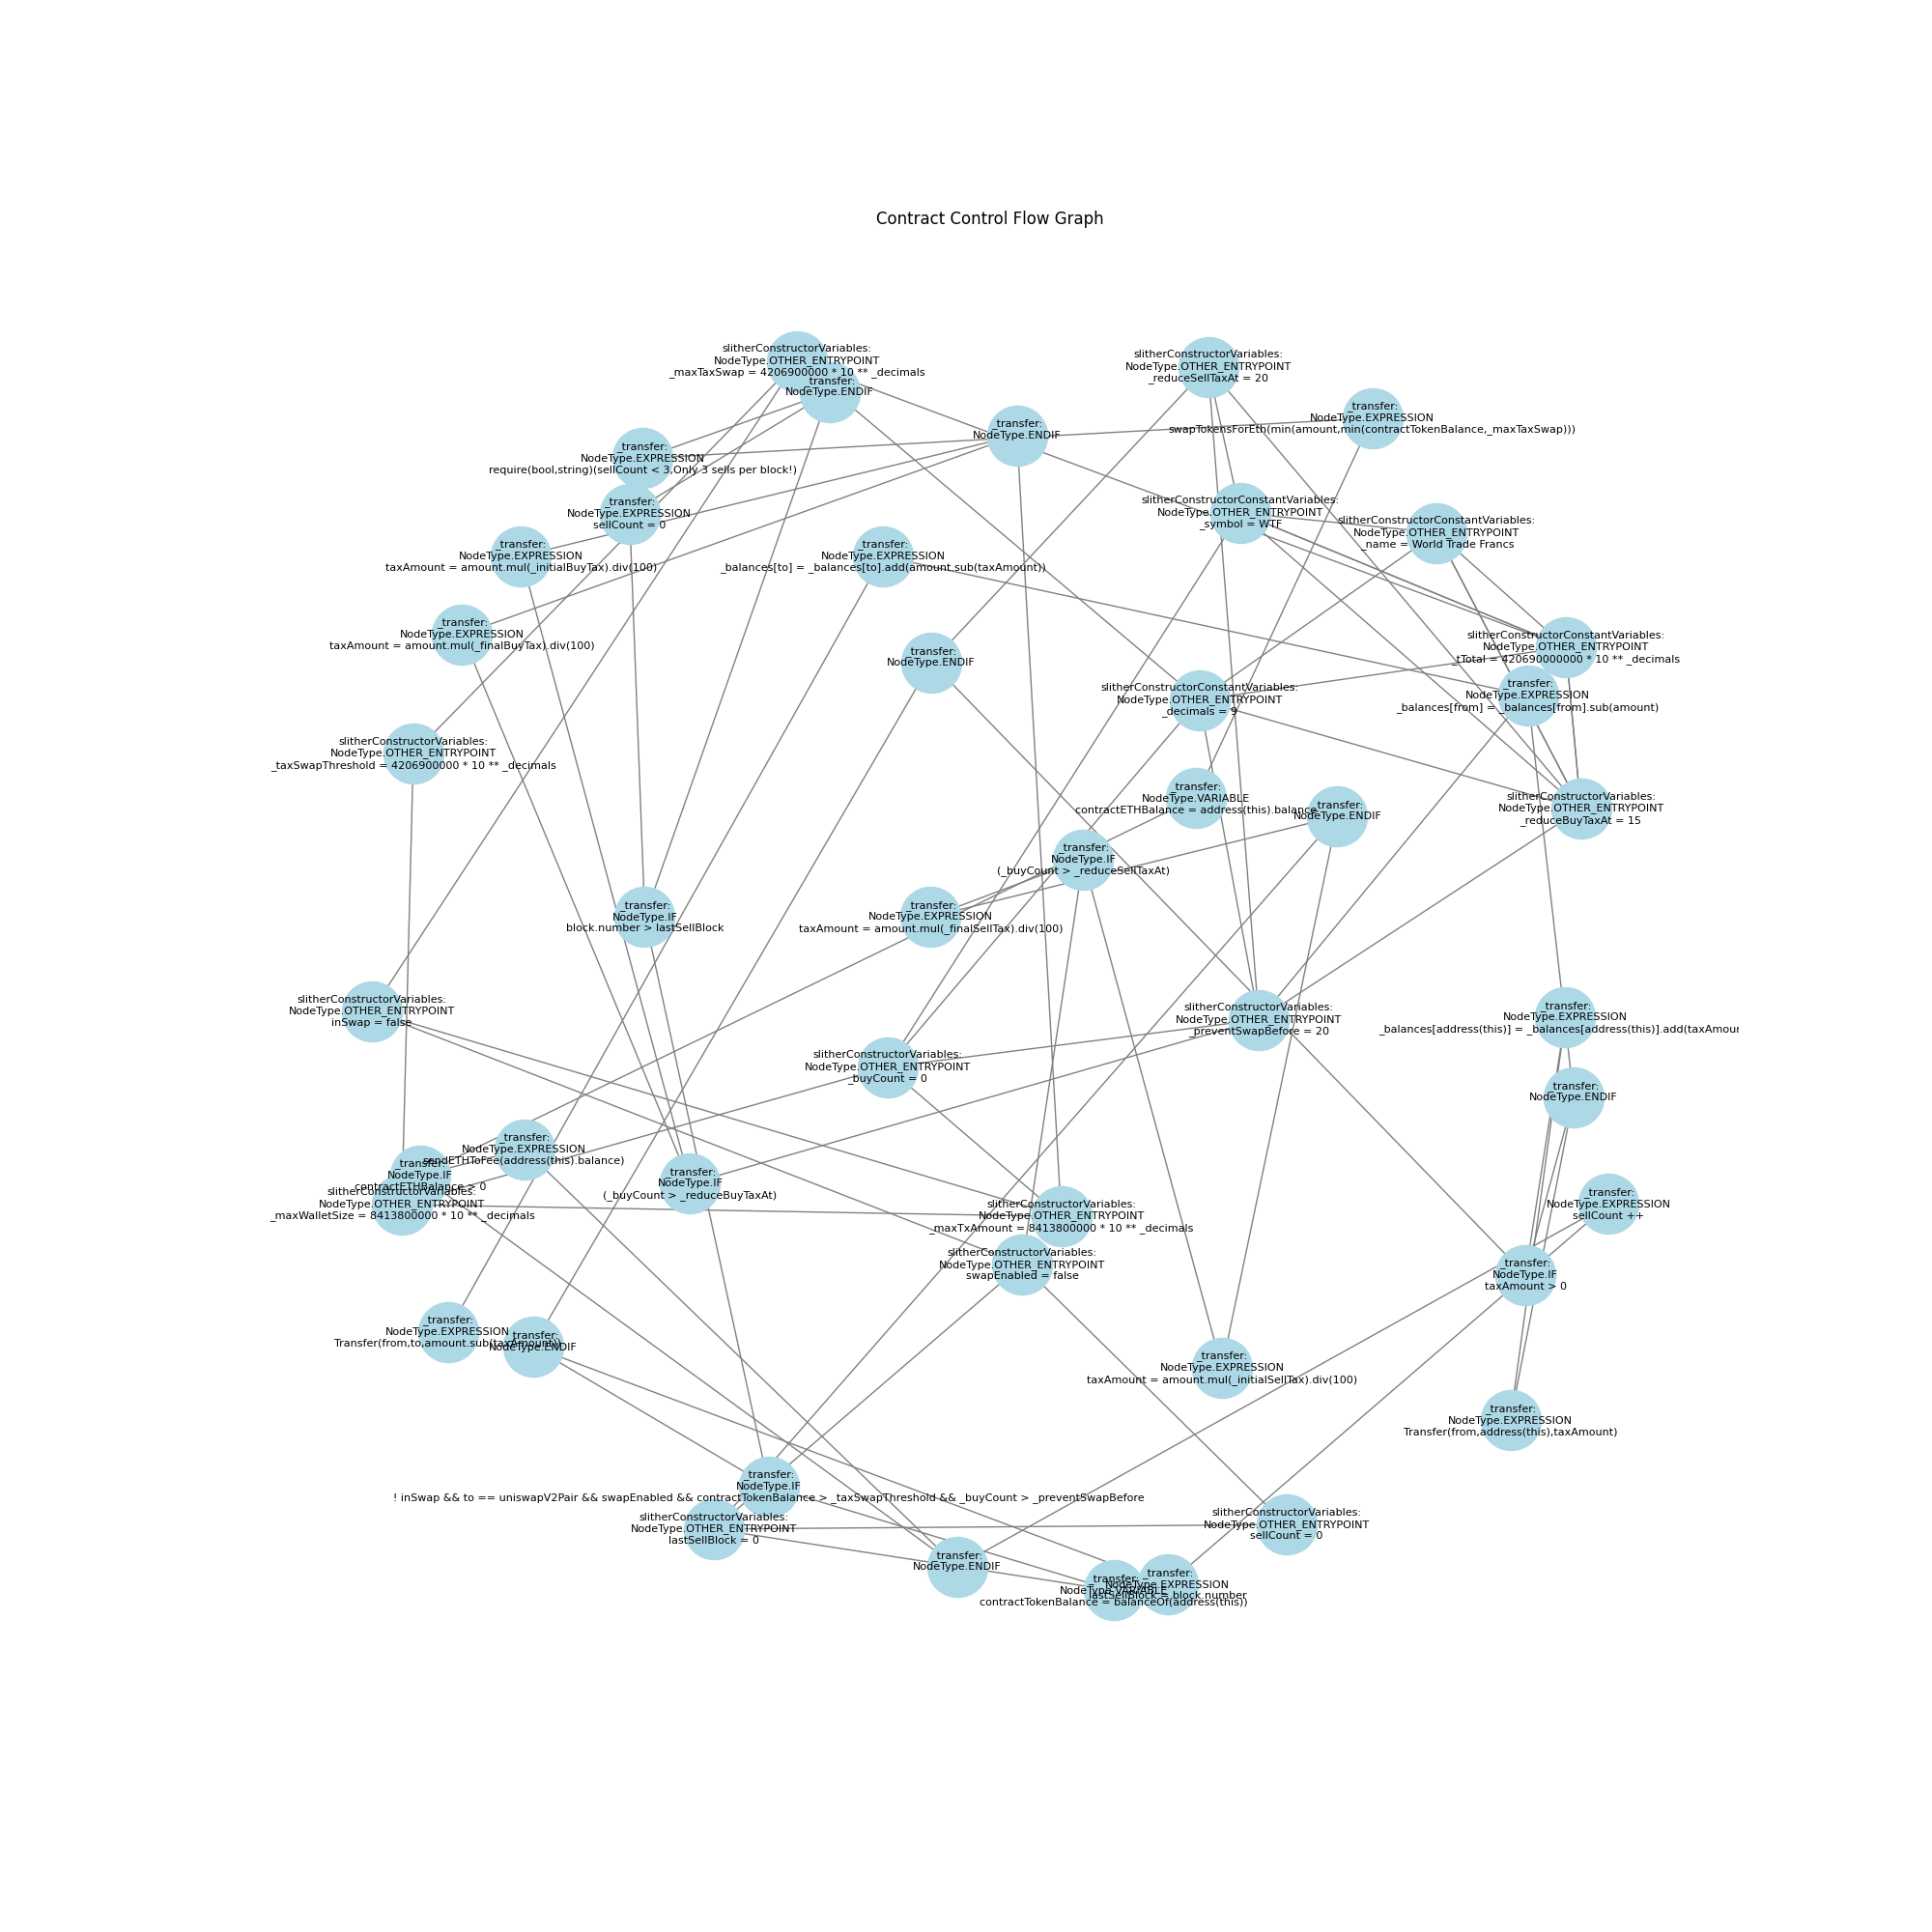 Contract Control Flow Graph
slitherConstructorVariables:
NodeType.OTHER_ENTRYPOINT
_maxTaxSwap = 4206900000 * 10 ** _decimals
_transfer:
NodeType.ENDIF
slitherConstructorVariables:
NodeType.OTHER_ENTRYPOINT
_reduceSellTaxAt = 20
_transfer:
NodeType.EXPRESSION
swapTokensForEth(min(amount,min(contractTokenBalance,_maxTaxSwap)))
_transfer:
NodeType.ENDIF
_transfer:
NodeType.EXPRESSION
require(bool,string)(sellCount < 3,Only 3 sells per block!)
_transfer:
NodeType.EXPRESSION
sellCount = 0
slitherConstructorConstantVariables:
NodeType.OTHER_ENTRYPOINT
_symbol = WTF
slitherConstructorConstantVariables:
NodeType.OTHER_ENTRYPOINT
_name = World Trade Francs
_transfer:
NodeType.EXPRESSION
taxAmount = amount.mul(_initialBuyTax).div(100)
_transfer:
NodeType.EXPRESSION
_balances[to] = _balances[to].add(amount.sub(taxAmount))
_transfer:
NodeType.EXPRESSION
taxAmount = amount.mul(_finalBuyTax).div(100)
_transfer:
NodeType.ENDIF
slitherConstructorConstantVariables:
NodeType.OTHER_ENTRYPOINT
_tTotal = 420690000000 * 10 ** _decimals
_transfer:
NodeType.EXPRESSION
_balances[from] = _balances[from].sub(amount)
slitherConstructorConstantVariables:
NodeType.OTHER_ENTRYPOINT
_decimals = 9
slitherConstructorVariables:
NodeType.OTHER_ENTRYPOINT
_taxSwapThreshold = 4206900000 * 10 ** _decimals
_transfer:
NodeType.VARIABLE
contractETHBalance = address(this).balance
_transfer:
NodeType.ENDIF
slitherConstructorVariables:
NodeType.OTHER_ENTRYPOINT
_reduceBuyTaxAt = 15
_transfer:
NodeType.IF
(_buyCount > _reduceSellTaxAt)
_transfer:
NodeType.IF
block.number > lastSellBlock
_transfer:
NodeType.EXPRESSION
taxAmount = amount.mul(_finalSellTax).div(100)
slitherConstructorVariables:
NodeType.OTHER_ENTRYPOINT
inSwap = false
slitherConstructorVariables:
NodeType.OTHER_ENTRYPOINT
_preventSwapBefore = 20
_transfer:
NodeType.EXPRESSION
_balances[address(this)] = _balances[address(this)].add(taxAmour
slitherConstructorVariables:
NodeType.OTHER_ENTRYPOINT
_buyCount = 0
_transfer:
NodeType.ENDIF
_transfer:
NodeType.EXPRESSION
sendETHToFee(address(this).balance)
_transfer:
NodeType.IF
contractETHBalance > 0
slitherConstructorVariables:
NodeType.OTHER_ENTRYPOINT
_maxWalletSize = 8413800000 * 10 ** _decimals
_transfer:
NodeType.IF
(_buyCount > _reduceBuyTaxAt)
slitherConstructorVariables:
NodeType.OTHER_ENTRYPOINT
_maxTxAmount = 8413800000 * 10 ** _decimals
_transfer:
NodeType.EXPRESSION
sellCount ++
slitherConstructorVariables:
NodeType.OTHER_ENTRYPOINT
swapEnabled = false
_transfer:
NodeType.IF
taxAmount > 0
_transfer:
NodeType.EXPRESSION
Transfer(from,to,amount.sub(taxAmount))
_transfer:
NodeType.ENDIF
_transfer:
NodeType.EXPRESSION
taxAmount = amount.mul(_initialSellTax).div(100)
_transfer:
NodeType.EXPRESSION
Transfer(from,address(this),taxAmount)
_transfer:
NodeType.IF
! inSwap && to == uniswapV2Pair && swapEnabled && contractTokenBalance > _taxSwapThreshold && _buyCount > _preventSwapBefore
slitherConstructorVariables:
NodeType.OTHER_ENTRYPOINT
lastSellBlock = 0
slitherConstructorVariables:
NodeType.OTHER_ENTRYPOINT
sellCount = 0
_transfer:
NodeType.ENDIF
_transfer:
NodeType.VARIABLE
contractTokenBalance = balanceOf(address(this))
_transfer:
NodeType.EXPRESSION
lastSellBlock = block.number